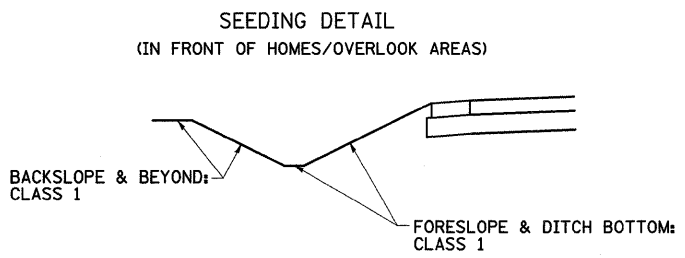 SEEDING DETAIL
(IN FRONT OF HOMES/OVERLOOK AREAS)
BACKSLOPE & BEYOND:
CLASS 1
FORESLOPE & DITCH BOTTOM:
CLASS 1